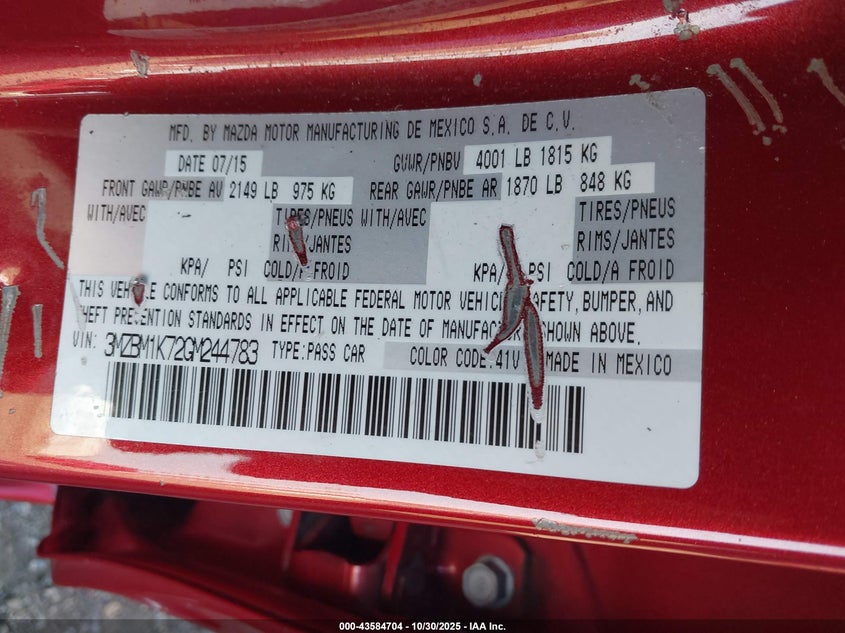 MFD. BY MAZDA MOTOR MANUFACTURING DE MEXICO S.A. DE C.V.
DATE 07/15 GVWR/PNBV 4001 LB 1815 KG
FRONT GAWR/PNBE AV 2149 LB 975 KG REAR GAWR/PNBE AR 1870 LB 848 KG
WITH/AVEC TIRES/PNEUS WITH/AVEC TIRES/PNEUS
RIMS/JANTES RIMS/JANTES
KPA/ PSI COLD/A FROID KPA/ PSI COLD/A FROID
THIS VEHICLE CONFORMS TO ALL APPLICABLE FEDERAL MOTOR VEHICLE SAFETY, BUMPER, AND
THEFT PREVENTION STANDARDS IN EFFECT ON THE DATE OF MANUFACTURE SHOWN ABOVE.
VIN: 3MZBM1K72GM244783 TYPE:PASS CAR COLOR CODE:41V MADE IN MEXICO
000-43584704 | 10/30/2025 - IAA Inc.